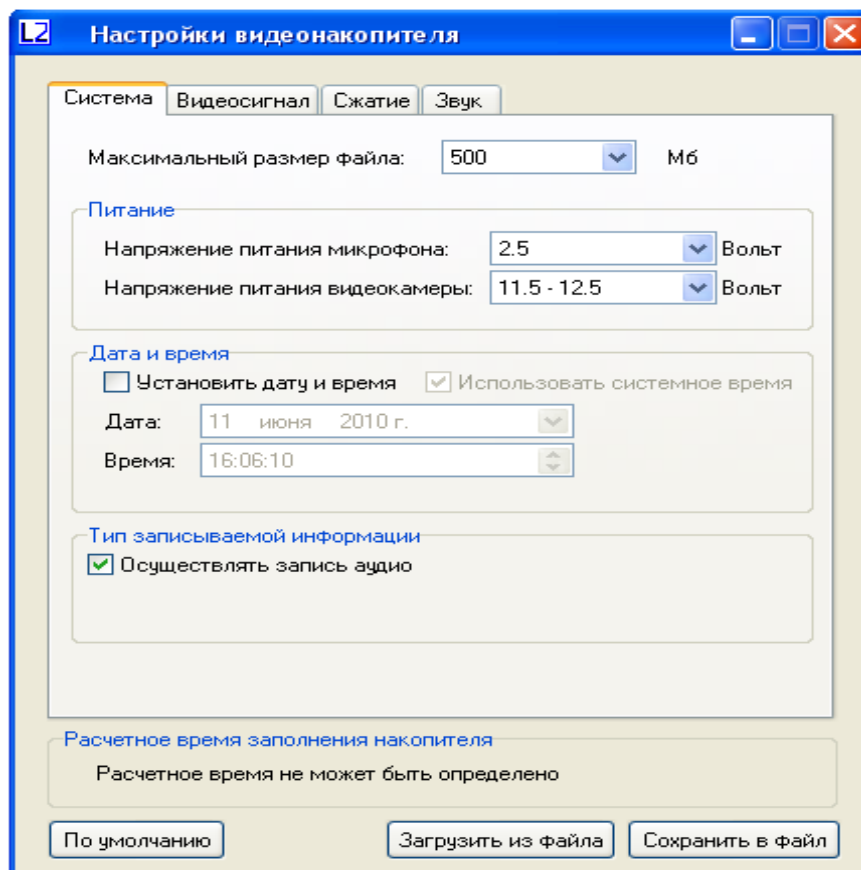 L2 Настройки видеонакопителя
Система Видеосигнал Сжатие Звук
Максимальный размер файла: 500 Мб
Питание
Напряжение питания микрофона: 2.5 Вольт
Напряжение питания видеокамеры: 11.5 - 12.5 Вольт
Дата и время
Установить дату и время Использовать системное время
Дата: 11 июня 2010 г.
Время: 16:06:10
Тип записываемой информации
Осуществлять запись аудио
Расчетное время заполнения накопителя
Расчетное время не может быть определено
По умолчанию Загрузить из файла Сохранить в файл